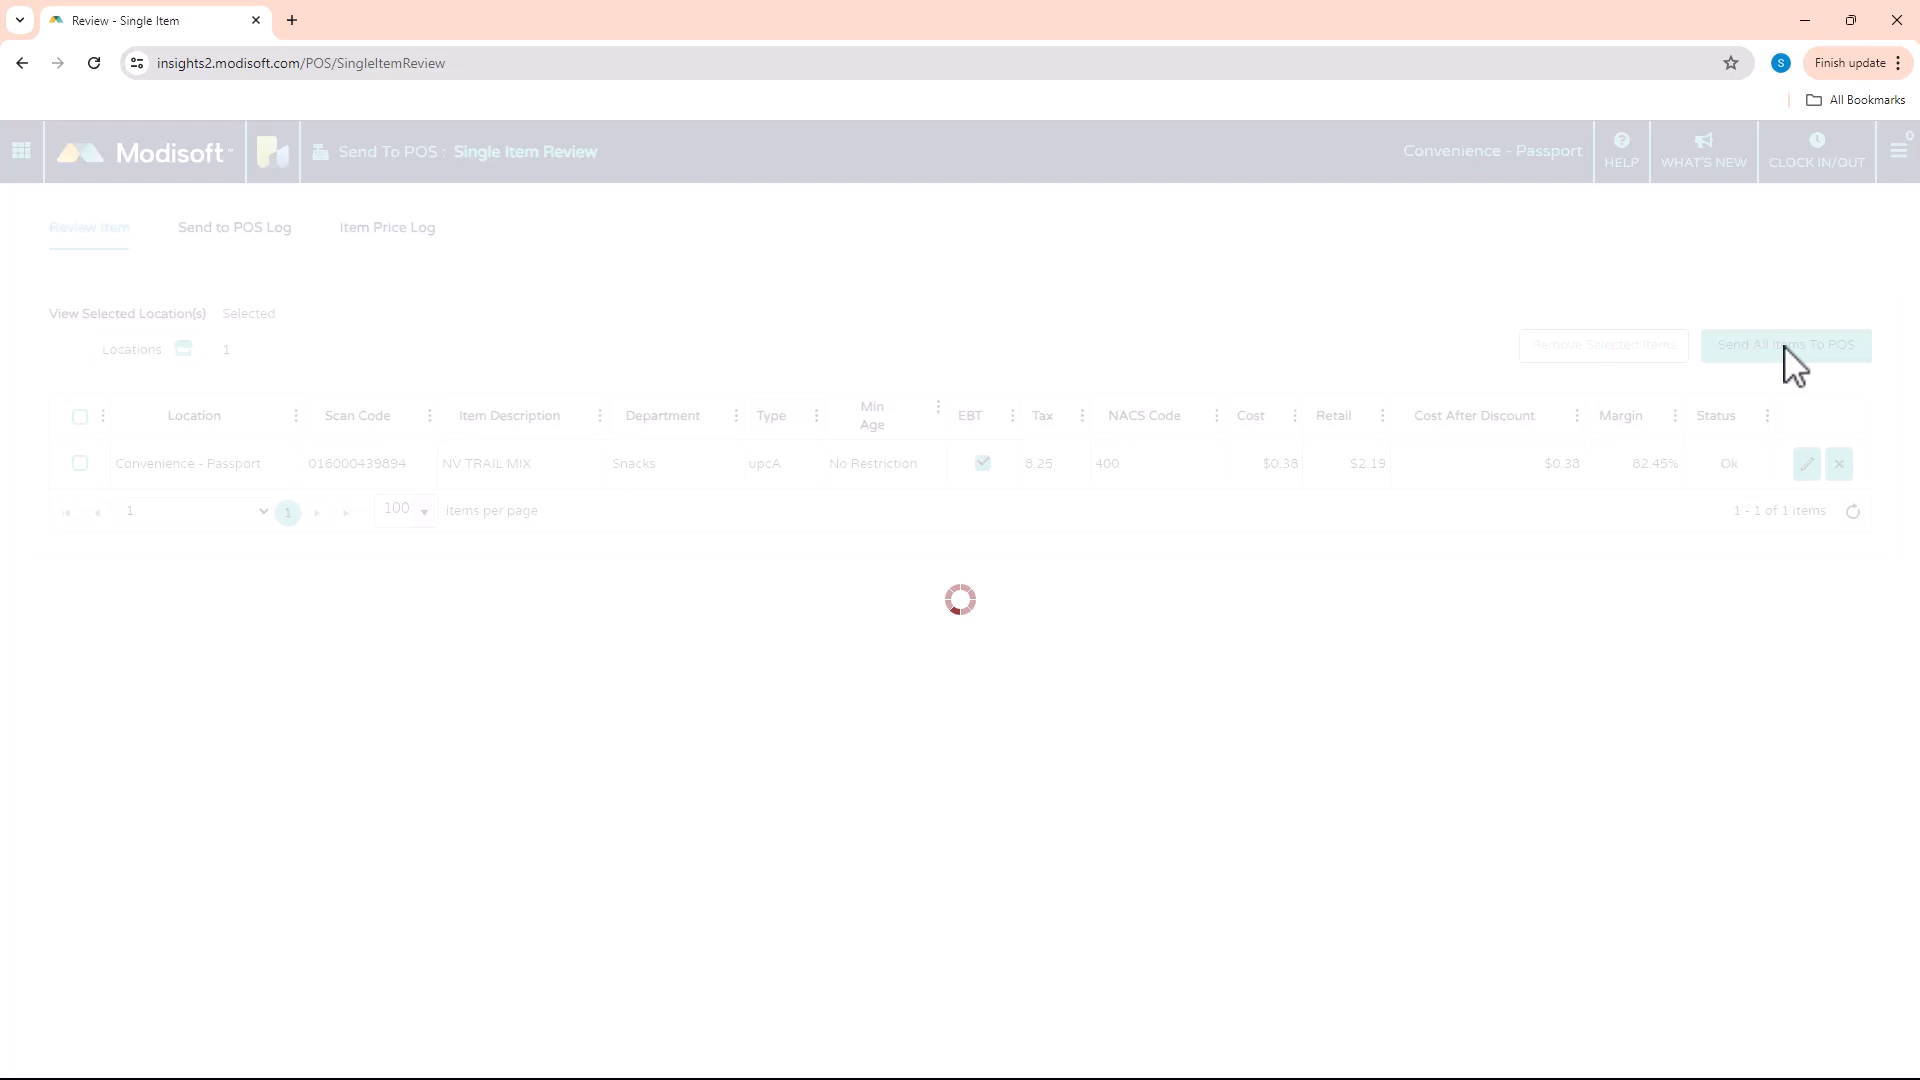 Review - Single Item
insights2.modisoft.com/POS/SingleItemReview
S
Finish update
All Bookmarks
Modisoft™
Send To POS : Single Item Review
Convenience - Passport
HELP
WHAT'S NEW
CLOCK IN/OUT
0
Review Item
Send to POS Log
Item Price Log
View Selected Location(s) Selected
Locations 1
Remove Selected Items
Send All Items To POS
Location Scan Code Item Description Department Type Min Age EBT Tax NACS Code Cost Retail Cost After Discount Margin Status
Convenience - Passport 016000439894 NV TRAIL MIX Snacks upcA No Restriction 8.25 400 $0.38 $2.19 $0.38 82.45% Ok
1 1 100 items per page 1 - 1 of 1 items